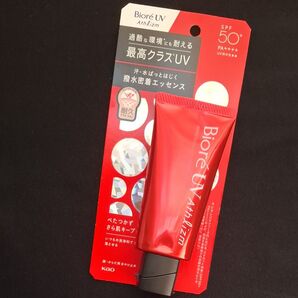 Bioré UV
Athlizm
過酷な環境*にも耐える
最高クラスUV
汗・水ぱっとはじく
撥水密着エッセンス
SPF
50+
PA++++
耐久
べたつかず
さら肌キープ
Kao
Bioré UV Athlizm